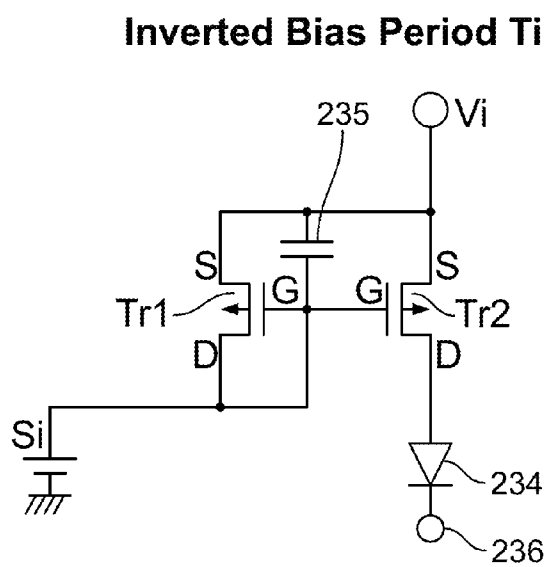 Inverted Bias Period Ti
235
Vi
S
S
G
G
Tr1
Tr2
D
D
Si
234
236